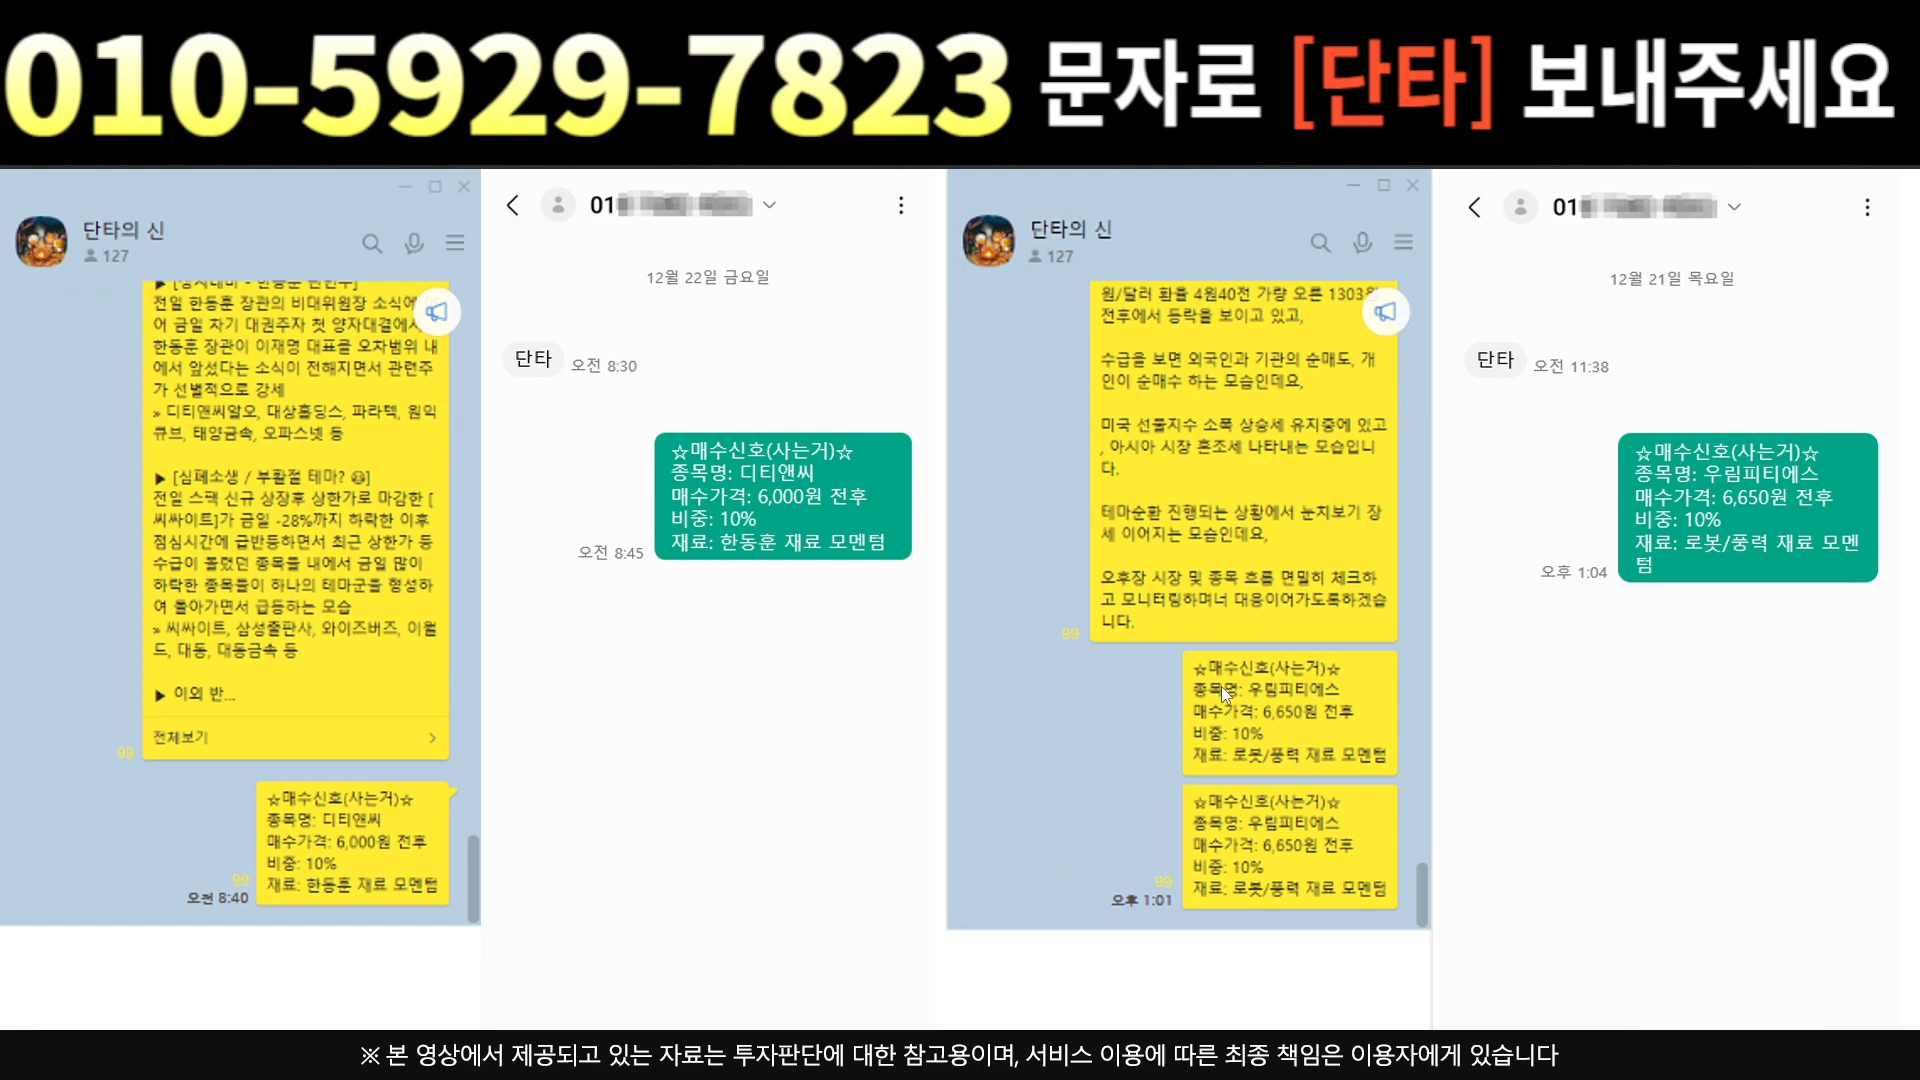 010-5929-7823 문자로 [단타] 보내주세요
단타의 신
127
전일 한동훈 장관의 비대위원장 소식에
어 금일 차기 대권주자 첫 양자대결에서
한동훈 장관이 이재명 대표를 오차범위 내
에서 앞섰다는 소식이 전해지면서 관련주
가 선별적으로 강세
» 디티앤씨알오, 대상홀딩스, 파라텍, 원익
큐브, 태양금속, 오파스넷 등
▶ [심폐소생 / 부활절 테마? 😆]
전일 스팩 신규 상장후 상한가로 마감한 [
씨싸이트]가 금일 -28%까지 하락한 이후
점심시간에 급반등하면서 최근 상한가 등
수급이 몰렸던 종목들 내에서 금일 많이
하락한 종목들이 하나의 테마군을 형성하
여 돌아가면서 급등하는 모습
» 씨싸이트, 삼성출판사, 와이즈버즈, 이월
드, 대동, 대동금속 등
▶ 이외 반...
전체보기
99
☆매수신호(사는거)☆
종목명: 디티앤씨
매수가격: 6,000원 전후
비중: 10%
재료: 한동훈 재료 모멘텀
99
오전 8:40
01
12월 22일 금요일
단타
오전 8:30
☆매수신호(사는거)☆
종목명: 디티앤씨
매수가격: 6,000원 전후
비중: 10%
재료: 한동훈 재료 모멘텀
오전 8:45
단타의 신
127
원/달러 환율 4원40전 가량 오른 1303원
전후에서 등락을 보이고 있고,
수급을 보면 외국인과 기관의 순매도, 개
인이 순매수 하는 모습인데요,
미국 선물지수 소폭 상승세 유지중에 있고
, 아시아 시장 혼조세 나타내는 모습입니
다.
테마순환 진행되는 상황에서 눈치보기 장
세 이어지는 모습인데요,
오후장 시장 및 종목 흐름 면밀히 체크하
고 모니터링하며너 대응이어가도록하겠습
니다.
99
☆매수신호(사는거)☆
종목명: 우림피티에스
매수가격: 6,650원 전후
비중: 10%
재료: 로봇/풍력 재료 모멘텀
☆매수신호(사는거)☆
종목명: 우림피티에스
매수가격: 6,650원 전후
비중: 10%
재료: 로봇/풍력 재료 모멘텀
99
오후 1:01
01
12월 21일 목요일
단타
오전 11:38
☆매수신호(사는거)☆
종목명: 우림피티에스
매수가격: 6,650원 전후
비중: 10%
재료: 로봇/풍력 재료 모멘
텀
오후 1:04
※ 본 영상에서 제공되고 있는 자료는 투자판단에 대한 참고용이며, 서비스 이용에 따른 최종 책임은 이용자에게 있습니다